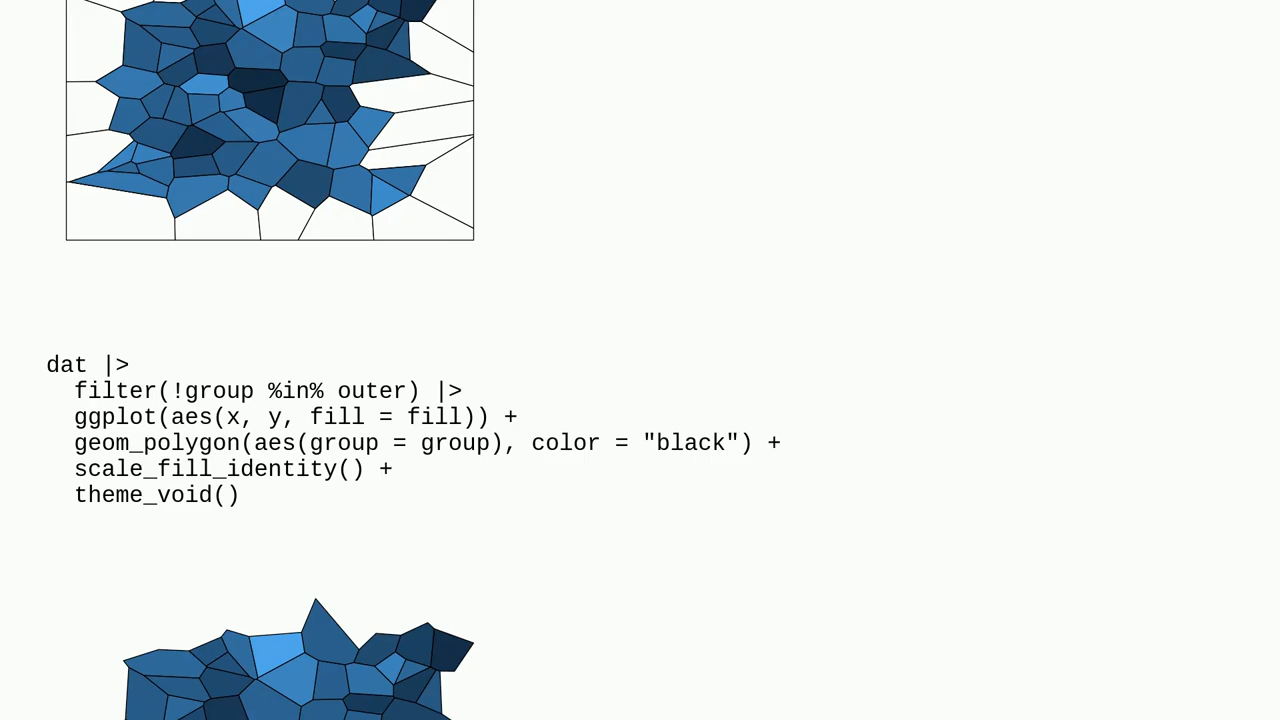 dat |>
  filter(!group %in% outer) |>
  ggplot(aes(x, y, fill = fill)) +
  geom_polygon(aes(group = group), color = "black") +
  scale_fill_identity() +
  theme_void()